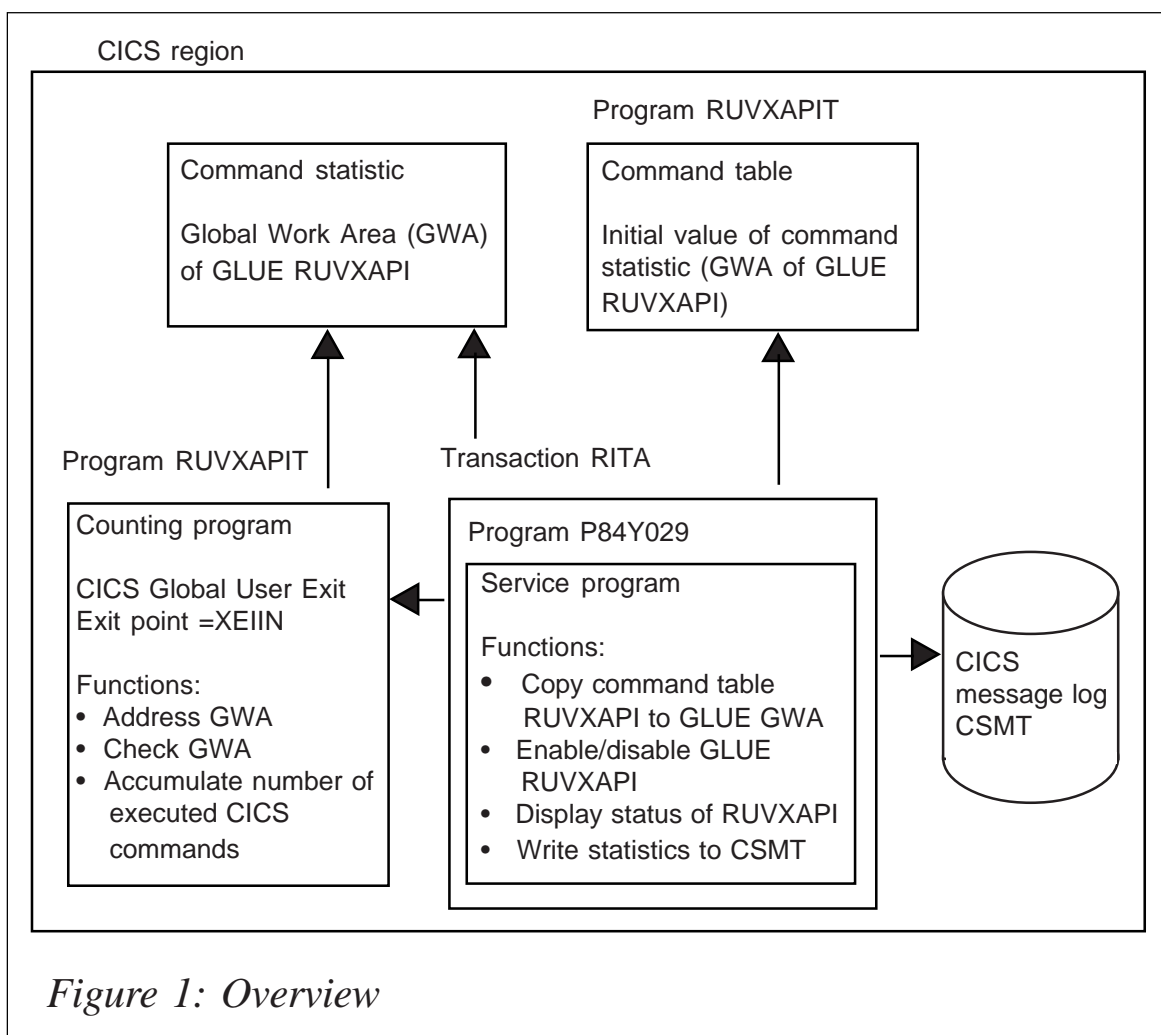 CICS region
Program RUVXAPIT
Command statistic
Global Work Area (GWA)
of GLUE RUVXAPI
Command table
Initial value of command
statistic (GWA of GLUE
RUVXAPI)
Program RUVXAPIT
Transaction RITA
Counting program
CICS Global User Exit
Exit point =XEIIN
Functions:
• Address GWA
• Check GWA
• Accumulate number of
executed CICS
commands
Program P84Y029
Service program
Functions:
• Copy command table
RUVXAPI to GLUE GWA
• Enable/disable GLUE
RUVXAPI
• Display status of RUVXAPI
• Write statistics to CSMT
CICS
message log
CSMT
Figure 1: Overview